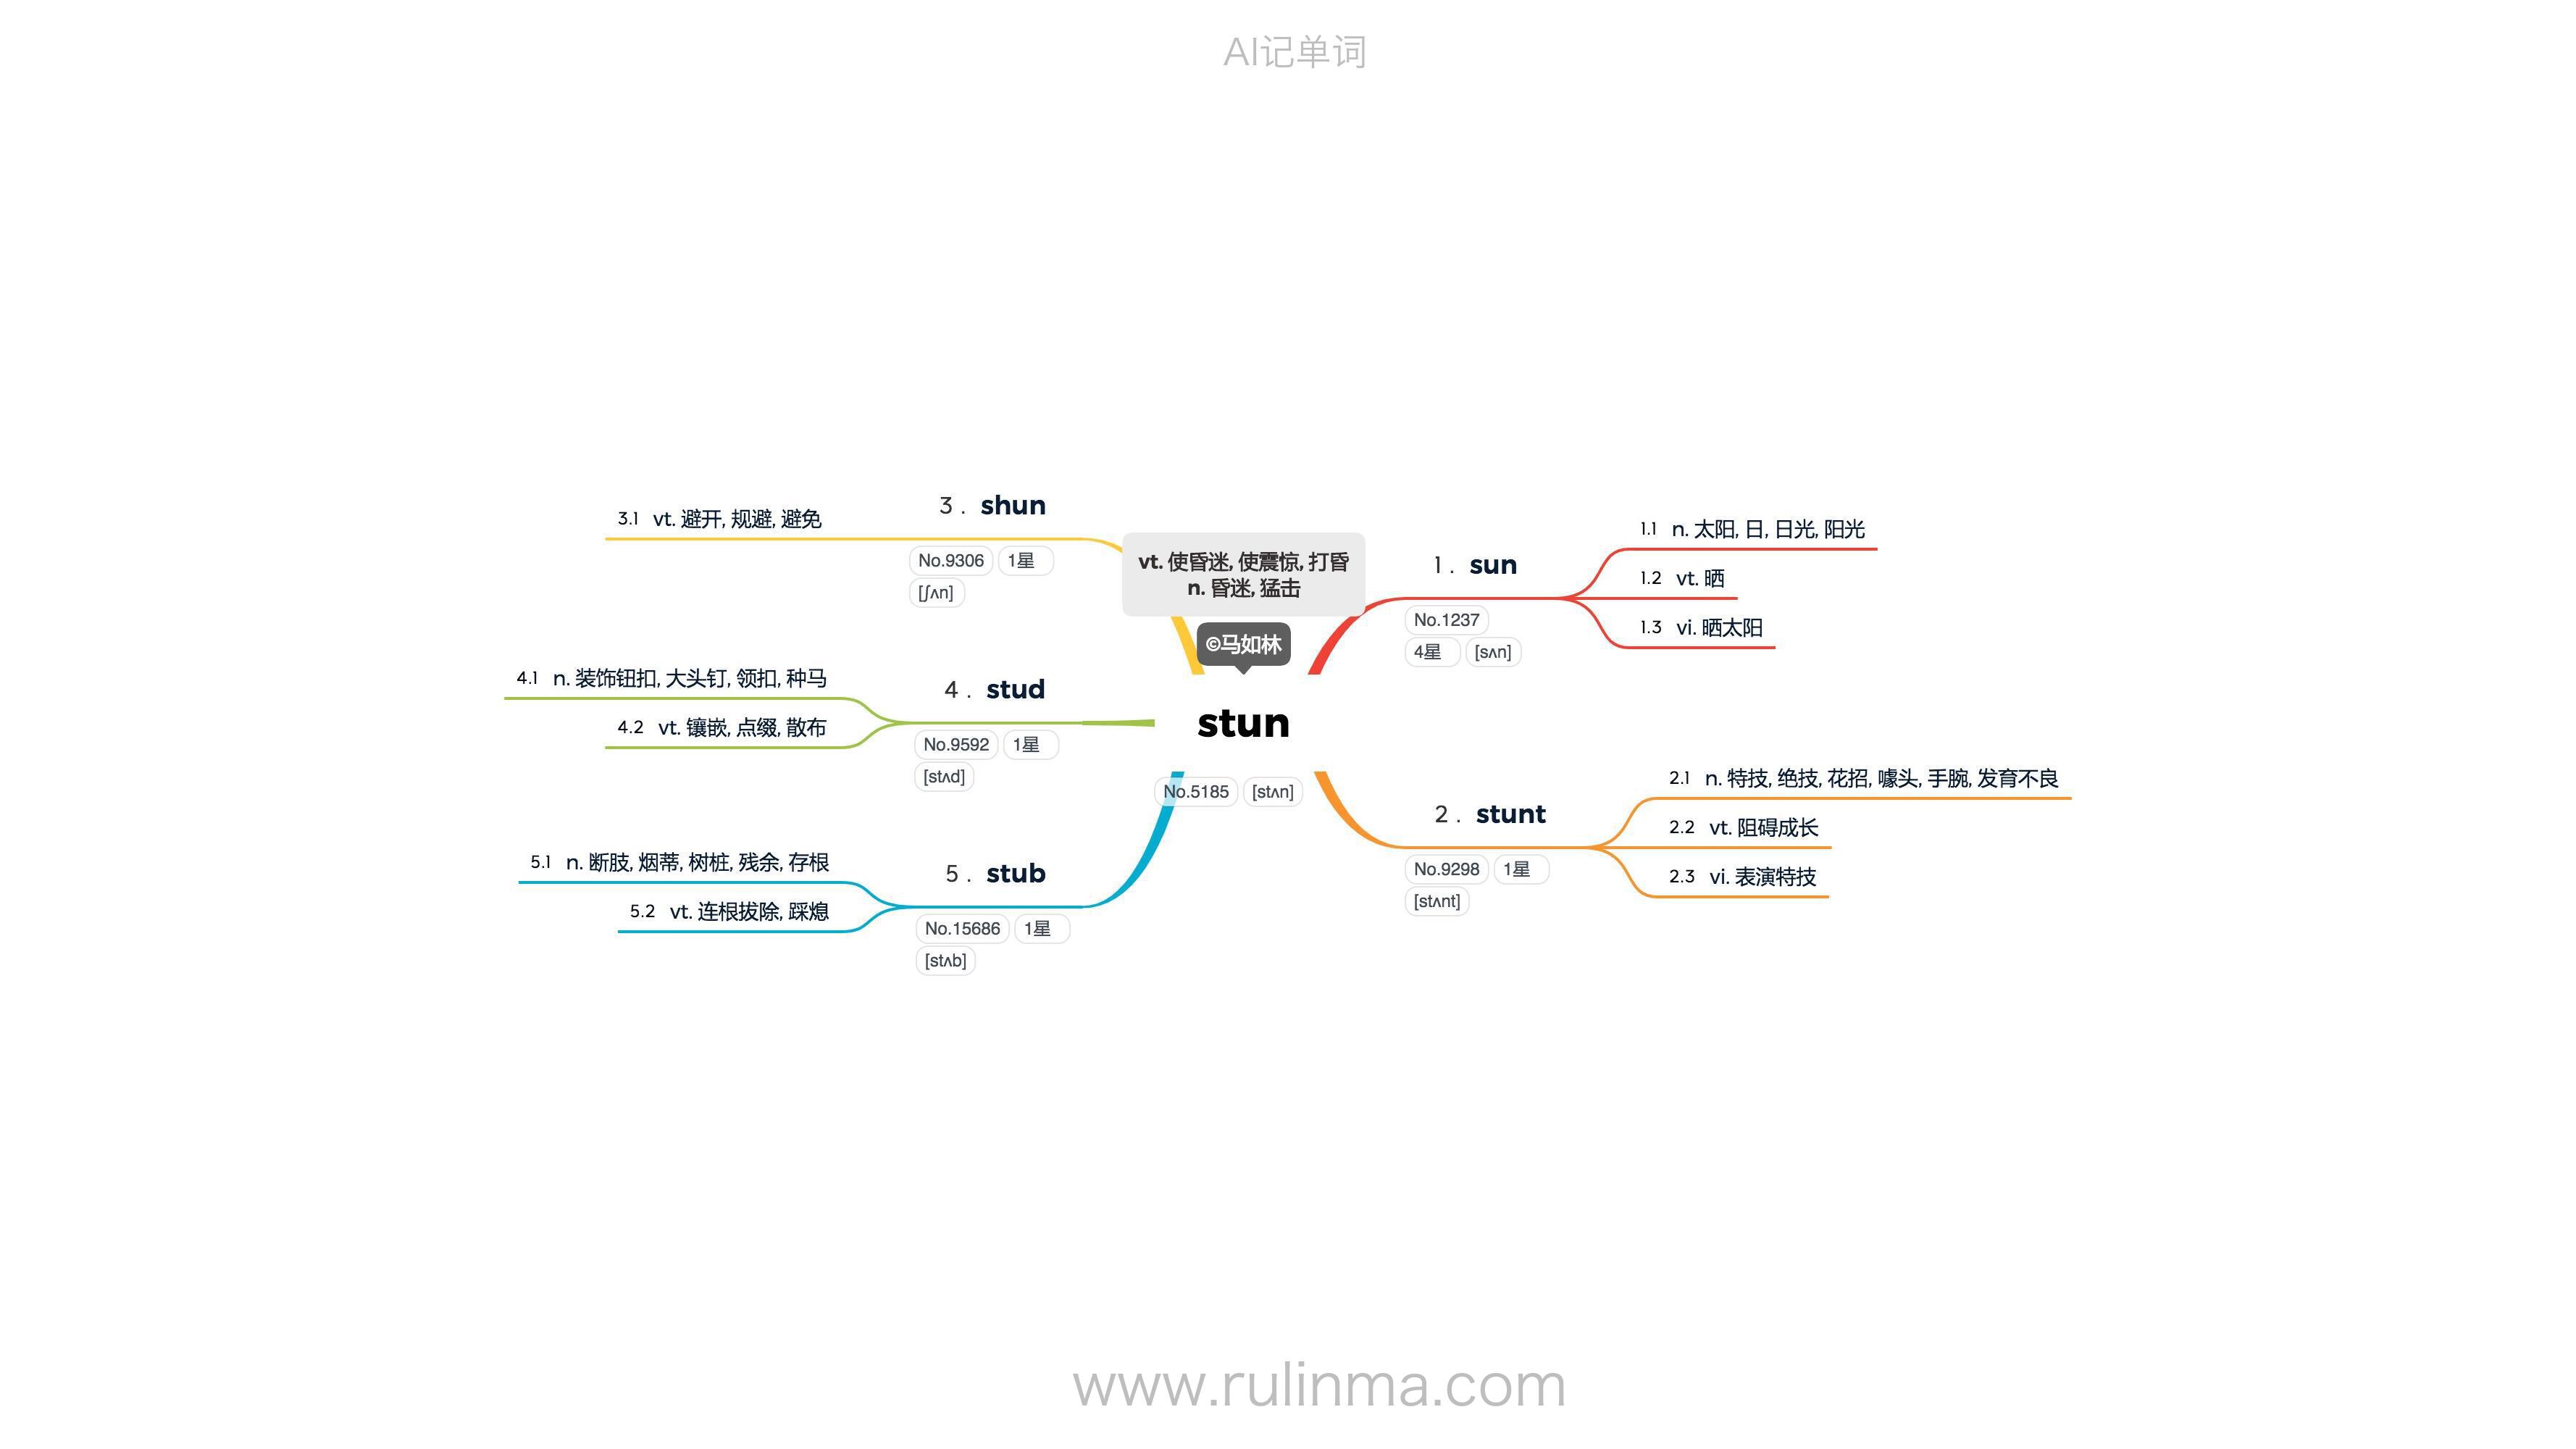 AI记单词
vt. 使昏迷, 使震惊, 打昏
n. 昏迷, 猛击
©马如林
stun
No.5185 [stʌn]
1. sun
No.1237
4星 [sʌn]
1.1 n. 太阳, 日, 日光, 阳光
1.2 vt. 晒
1.3 vi. 晒太阳
2. stunt
No.9298 1星
[stʌnt]
2.1 n. 特技, 绝技, 花招, 噱头, 手腕, 发育不良
2.2 vt. 阻碍成长
2.3 vi. 表演特技
3. shun
No.9306 1星
[ʃʌn]
3.1 vt. 避开, 规避, 避免
4. stud
No.9592 1星
[stʌd]
4.1 n. 装饰钮扣, 大头钉, 领扣, 种马
4.2 vt. 镶嵌, 点缀, 散布
5. stub
No.15686 1星
[stʌb]
5.1 n. 断肢, 烟蒂, 树桩, 残余, 存根
5.2 vt. 连根拔除, 踩熄
www.rulinma.com